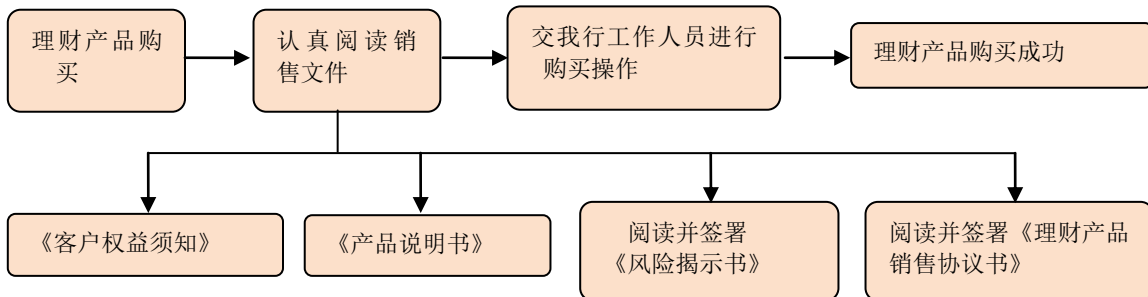 理财产品购
买
认真阅读销
售文件
交我行工作人员进行
购买操作
理财产品购买成功
《客户权益须知》
《产品说明书》
阅读并签署
《风险揭示书》
阅读并签署《理财产品
销售协议书》